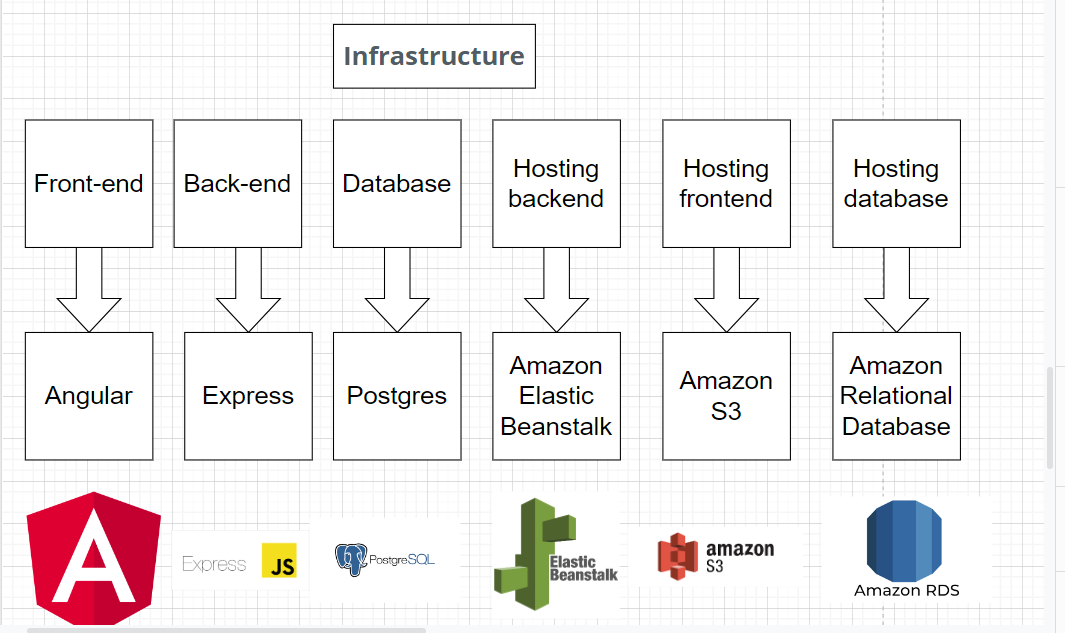 Infrastructure
Front-end
Back-end
Database
Hosting
backend
Hosting
frontend
Hosting
database
Angular
Express
Postgres
Amazon
Elastic
Beanstalk
Amazon
S3
Amazon
Relational
Database
A
Express
JS
PostgreSQL
Elastic
Beanstalk
amazon
S3
Amazon RDS